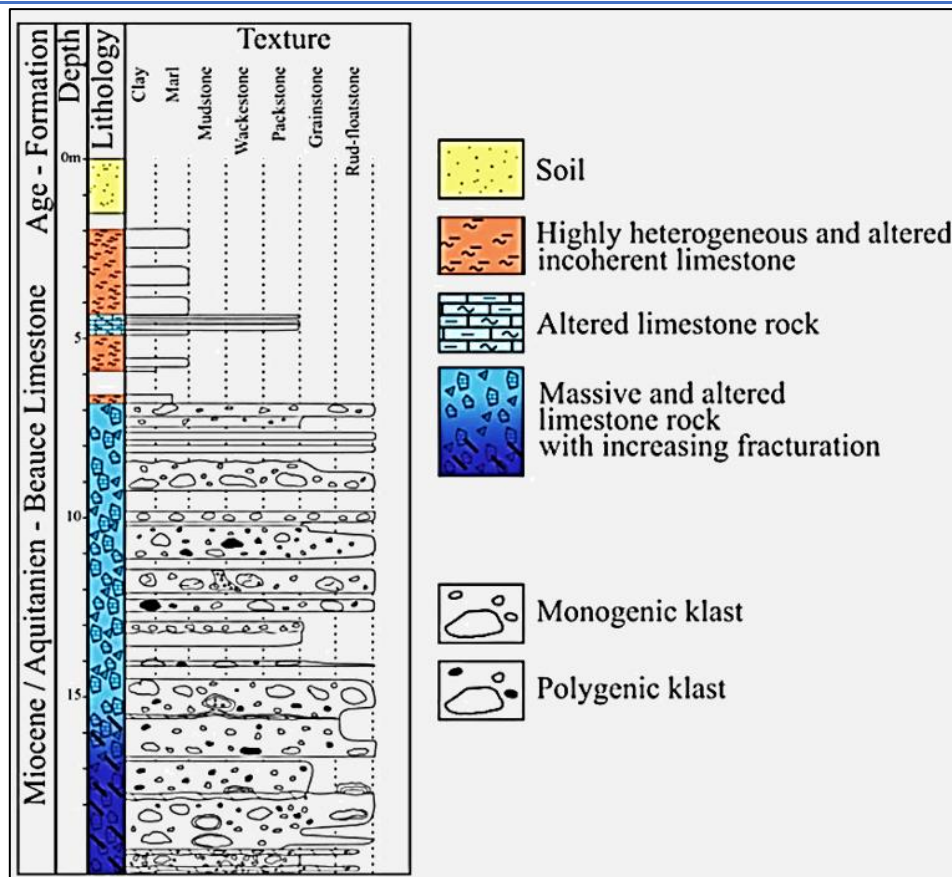 Texture
Age - Formation
Depth
Lithology
Clay
Marl
Mudstone
Wackestone
Packstone
Grainstone
Rud-floatstone
0m
5
10
15
Miocene / Aquitanien - Beauce Limestone
Soil
Highly heterogeneous and altered
incoherent limestone
Altered limestone rock
Massive and altered
limestone rock
with increasing fracturation
Monogenic klast
Polygenic klast